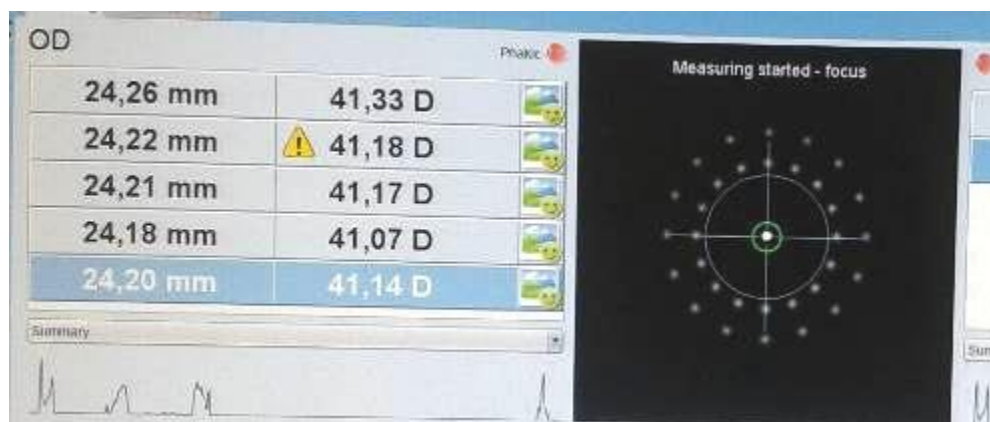 OD
Phakic
24,26 mm 41,33 D
24,22 mm 41,18 D
24,21 mm 41,17 D
24,18 mm 41,07 D
24,20 mm 41,14 D
Summary
Measuring started - focus